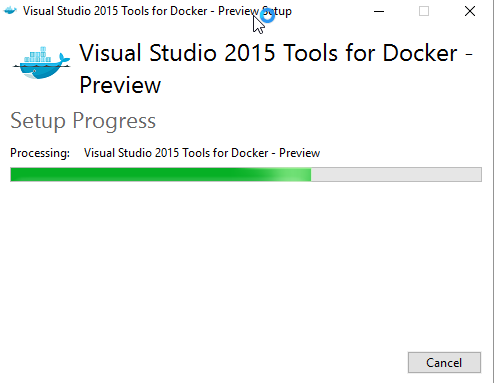 Visual Studio 2015 Tools for Docker - Preview Setup
Visual Studio 2015 Tools for Docker -
Preview
Setup Progress
Processing: Visual Studio 2015 Tools for Docker - Preview
Cancel